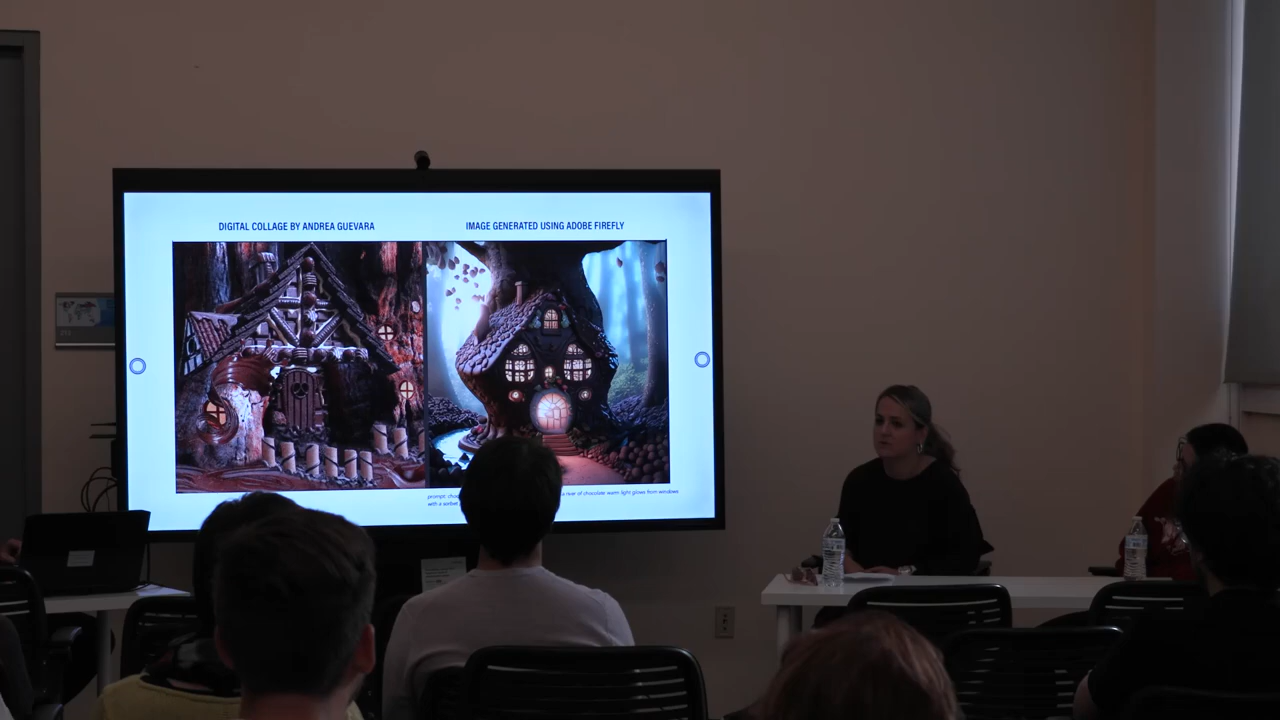 DIGITAL COLLAGE BY ANDREA GUEVARA
IMAGE GENERATED USING ADOBE FIREFLY
prompt: a river of chocolate warm light glows from windows
with a